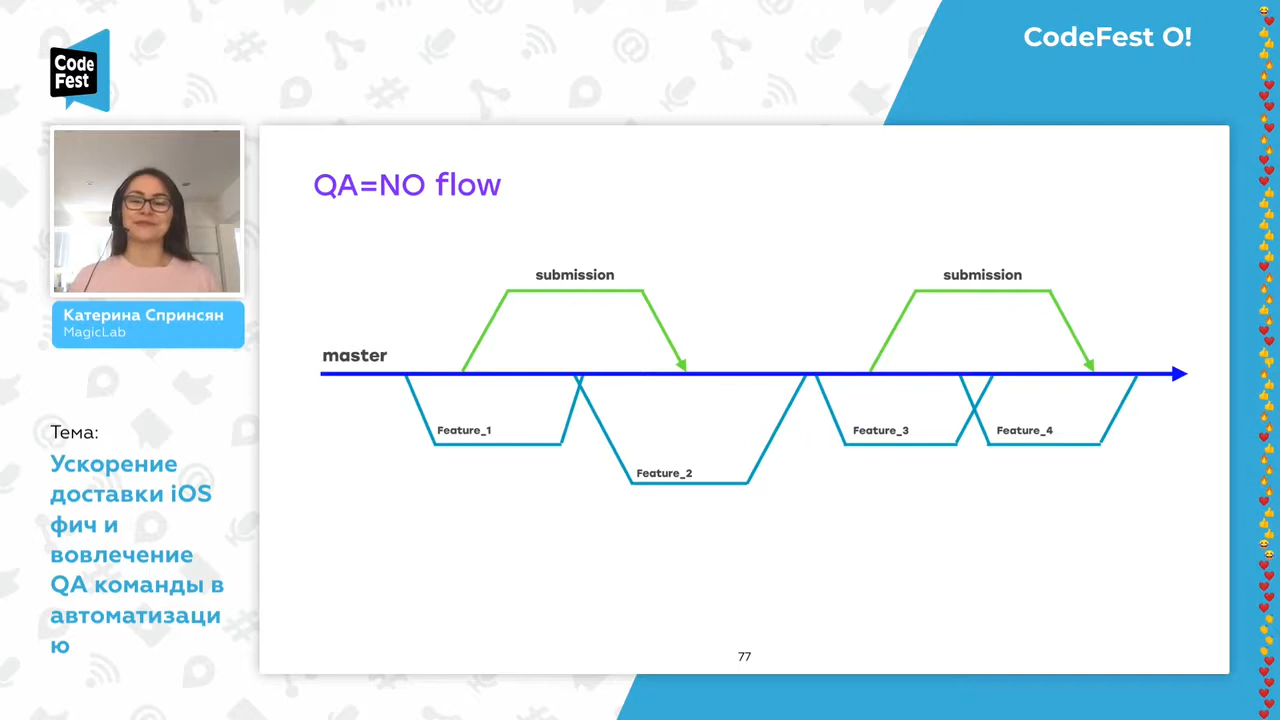 CodeFest O!
Code
Fest
Катерина Спринсян
MagicLab
Тема:
Ускорение
доставки iOS
фич и
вовлечение
QA команды в
автоматизаци
ю
QA=NO flow
submission
submission
master
Feature_1
Feature_3
Feature_4
Feature_2
77